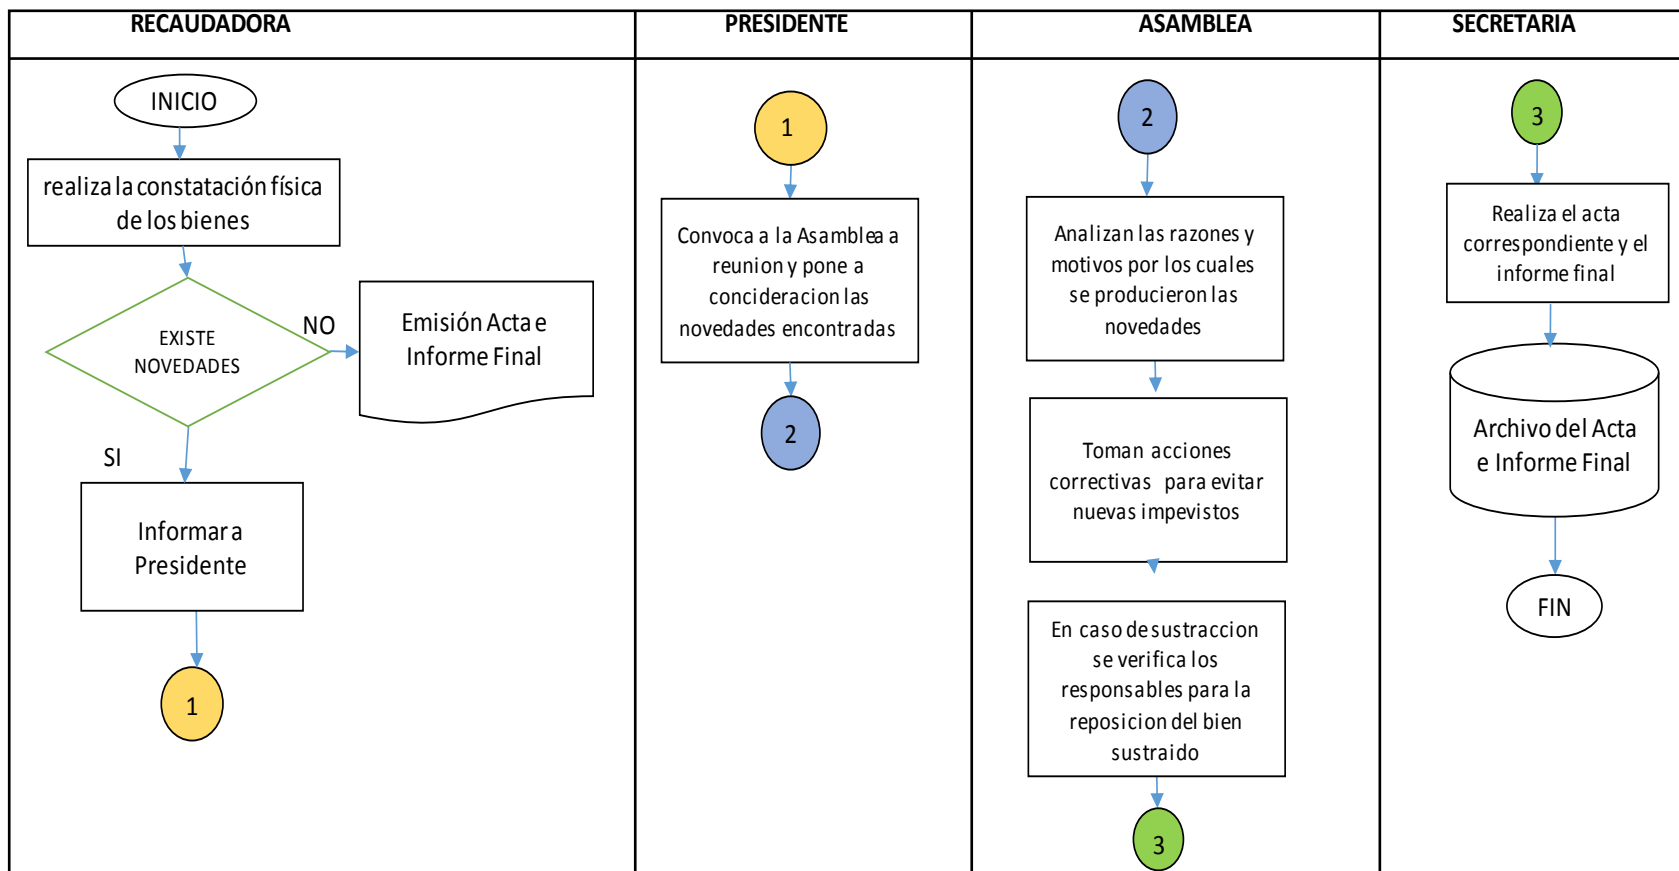 RECAUDADORA
PRESIDENTE
ASAMBLEA
SECRETARIA
INICIO
realiza la constatación física
de los bienes
EXISTE
NOVEDADES
NO
Emisión Acta e
Informe Final
SI
Informar a
Presidente
1
1
Convoca a la Asamblea a
reunion y pone a
concideracion las
novedades encontradas
2
2
Analizan las razones y
motivos por los cuales
se producieron las
novedades
Toman acciones
correctivas para evitar
nuevas impevistos
En caso de sustraccion
se verifica los
responsables para la
reposicion del bien
sustraido
3
3
Realiza el acta
correspondiente y el
informe final
Archivo del Acta
e Informe Final
FIN